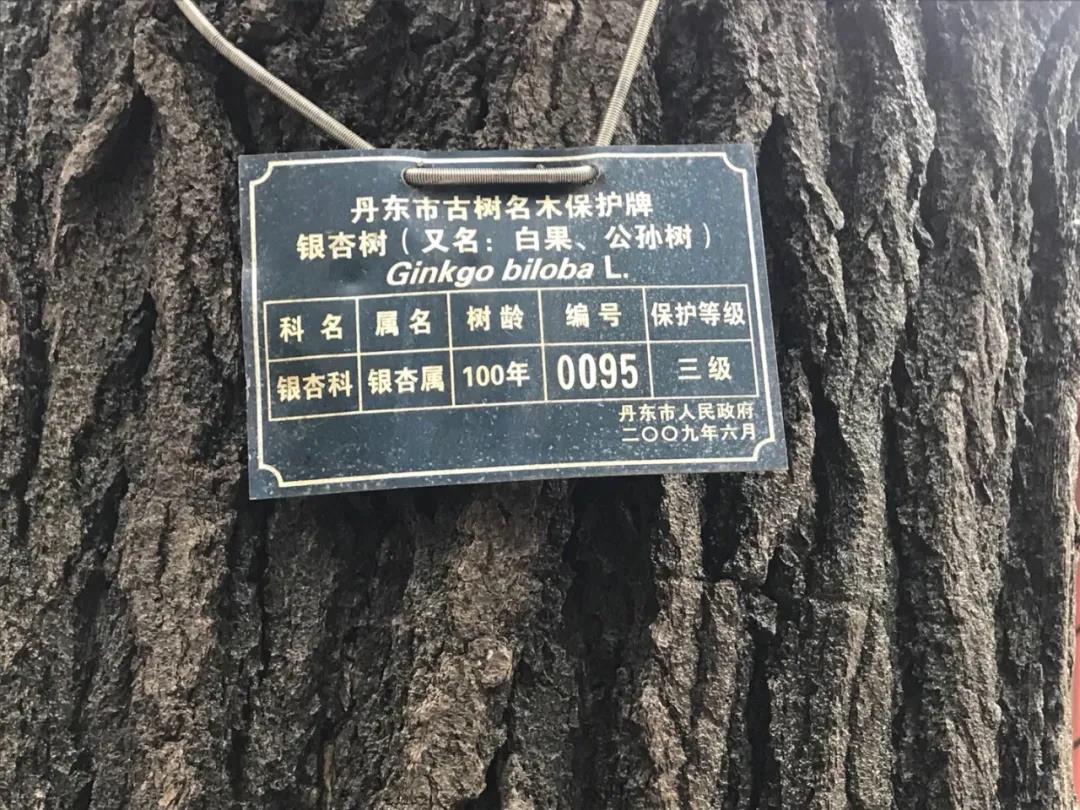 丹东市古树名木保护牌
银杏树（又名：白果、公孙树）
Ginkgo biloba L.
科名 属名 树龄 编号 保护等级
银杏科 银杏属 100年 0095 三级
丹东市人民政府
二〇〇九年六月